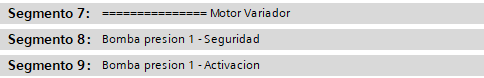 Segmento 7: =============== Motor Variador
Segmento 8: Bomba presion 1 - Seguridad
Segmento 9: Bomba presion 1 - Activacion